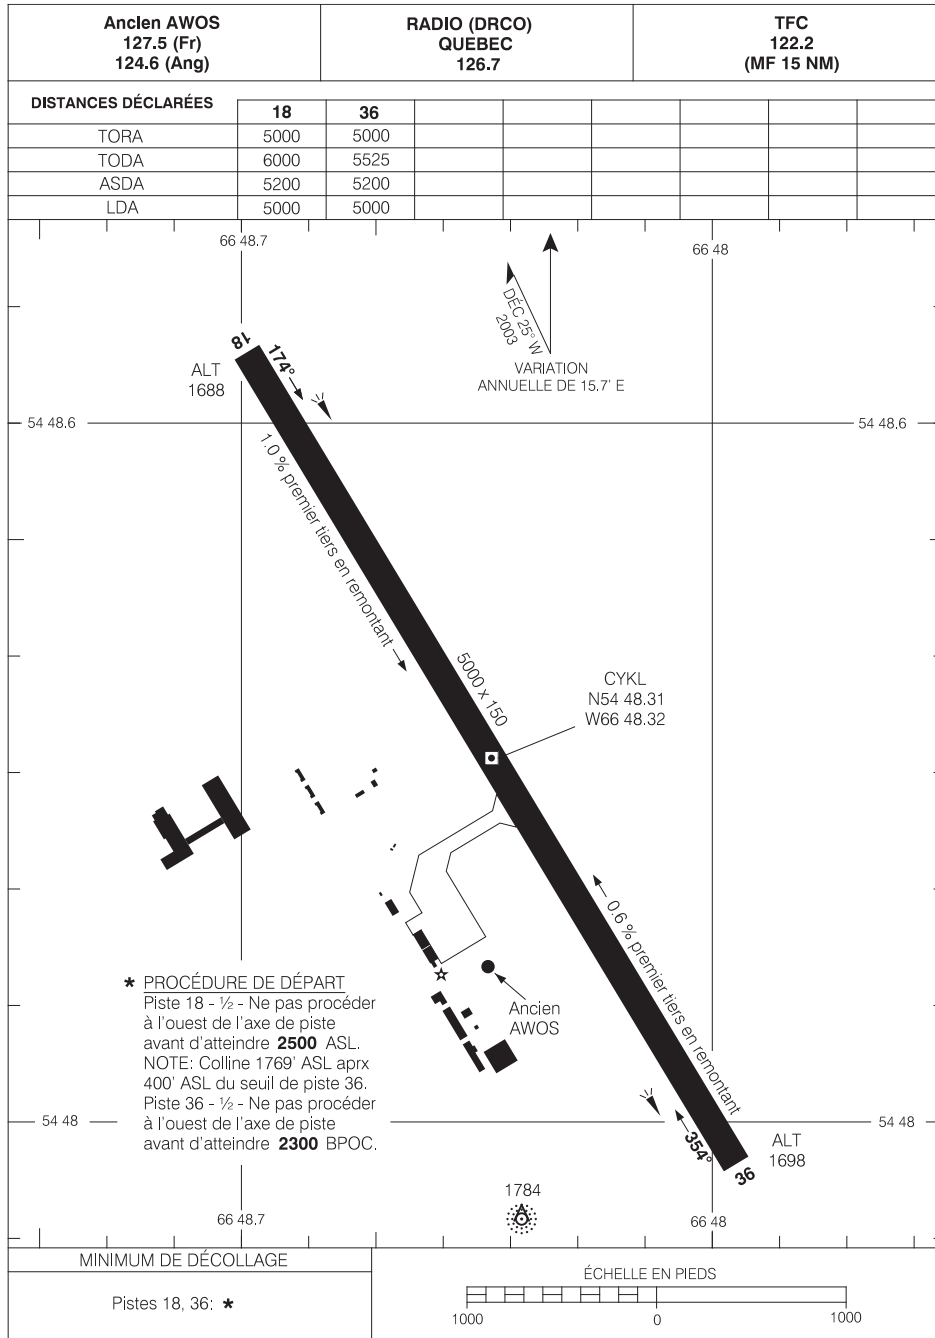 Ancien AWOS
127.5 (Fr)
124.6 (Ang)
RADIO (DRCO)
QUEBEC
126.7
TFC
122.2
(MF 15 NM)
DISTANCES DÉCLARÉES 18 36
TORA 5000 5000
TODA 6000 5525
ASDA 5200 5200
LDA 5000 5000
66 48.7
66 48
DÉC 25° W
2003
VARIATION
ANNUELLE DE 15.7' E
18
174°
ALT
1688
54 48.6
54 48.6
1.0 % premier tiers en remontant
5000 x 150
CYKL
N54 48.31
W66 48.32
0.6 % premier tiers en remontant
Ancien
AWOS
* PROCÉDURE DE DÉPART
Piste 18 - ½ - Ne pas procéder
à l'ouest de l'axe de piste
avant d'atteindre 2500 ASL.
NOTE: Colline 1769' ASL aprx
400' ASL du seuil de piste 36.
Piste 36 - ½ - Ne pas procéder
à l'ouest de l'axe de piste
avant d'atteindre 2300 BPOC.
54 48
54 48
354°
36
ALT
1698
1784
66 48.7
66 48
MINIMUM DE DÉCOLLAGE
Pistes 18, 36: *
ÉCHELLE EN PIEDS
1000 0 1000